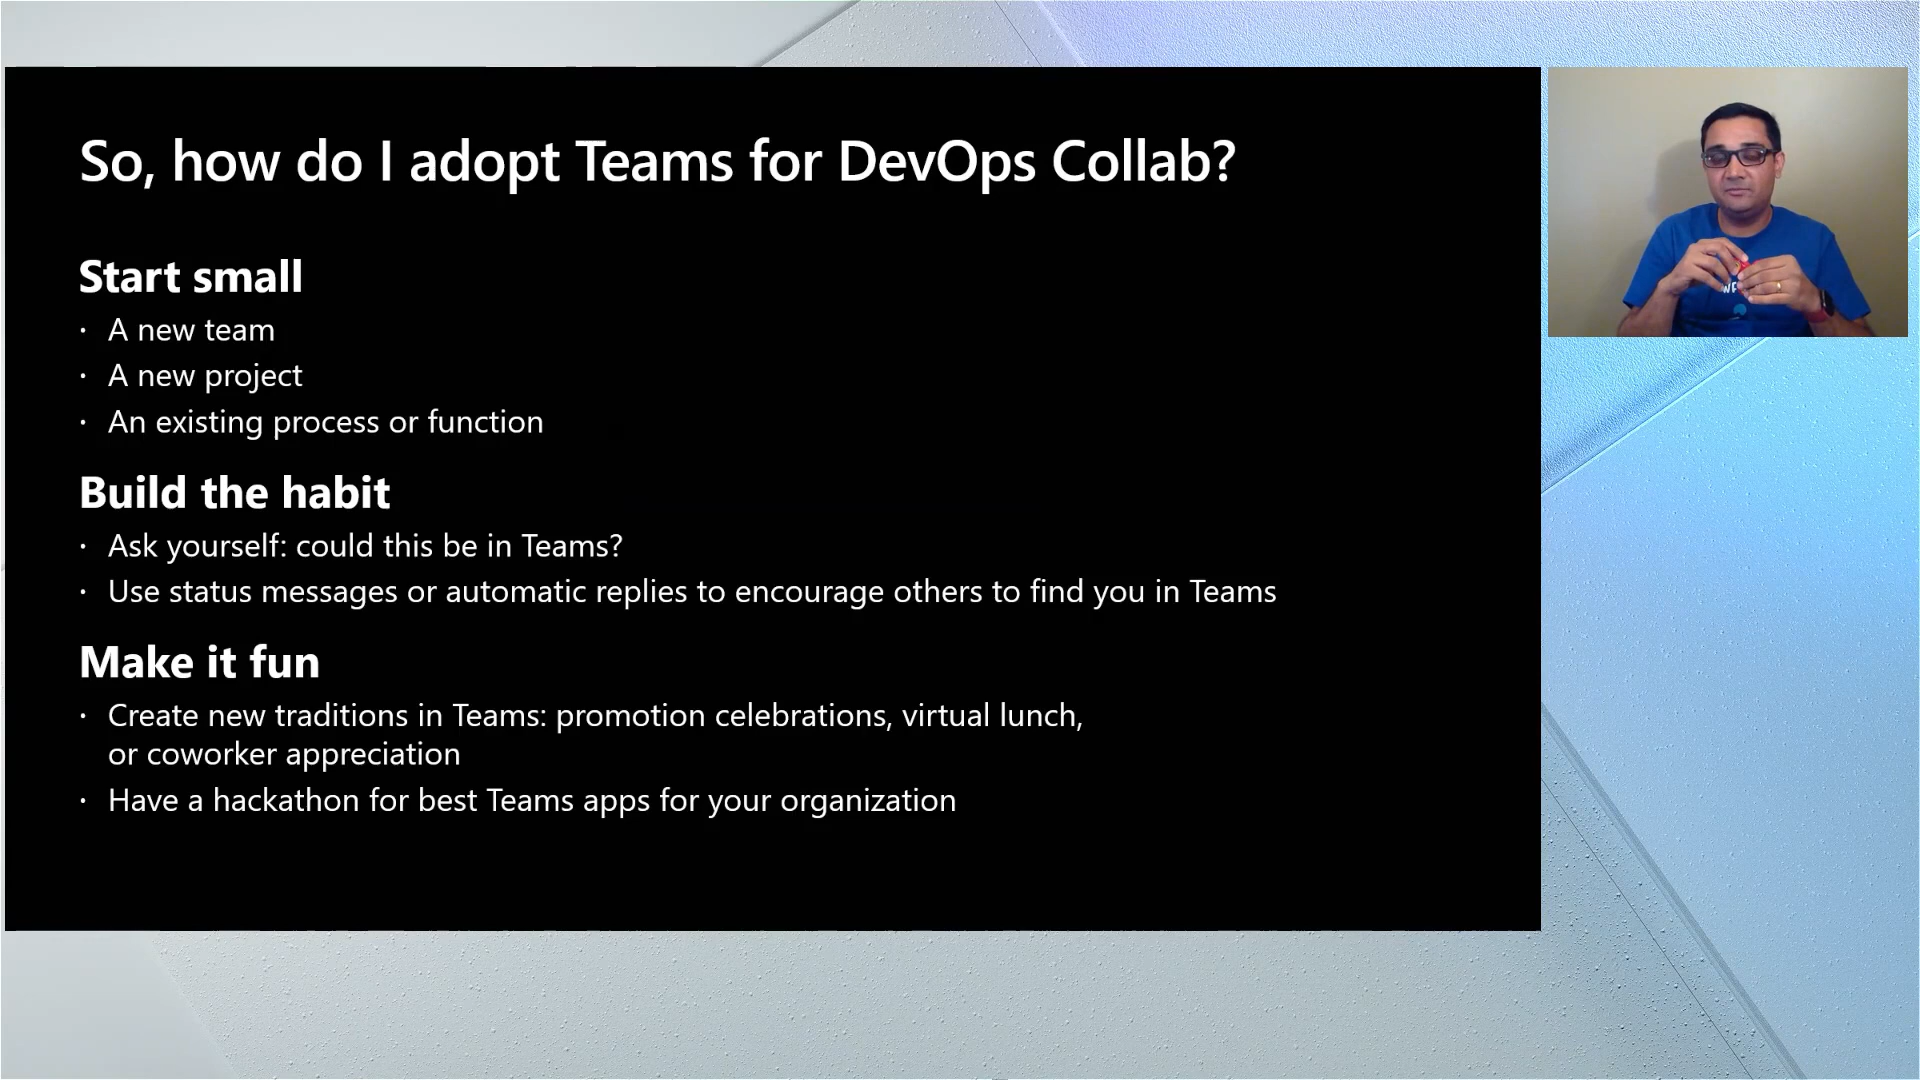 So, how do I adopt Teams for DevOps Collab?
Start small
· A new team
· A new project
· An existing process or function
Build the habit
· Ask yourself: could this be in Teams?
· Use status messages or automatic replies to encourage others to find you in Teams
Make it fun
· Create new traditions in Teams: promotion celebrations, virtual lunch,
or coworker appreciation
· Have a hackathon for best Teams apps for your organization